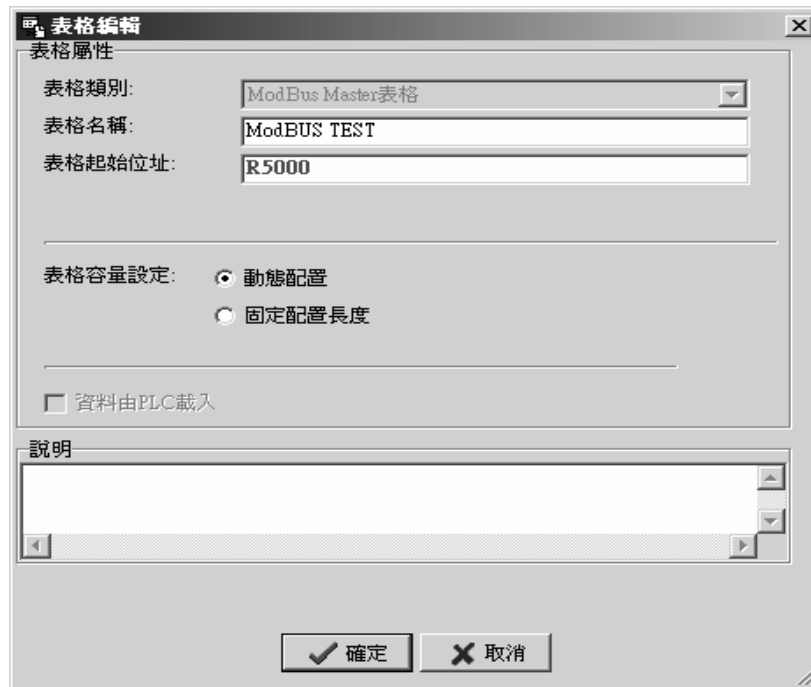 表格編輯
表格屬性
表格類別: ModBus Master表格
表格名稱: ModBUS TEST
表格起始位址: R5000
表格容量設定: 動態配置
固定配置長度
資料由PLC載入
說明
確定 取消